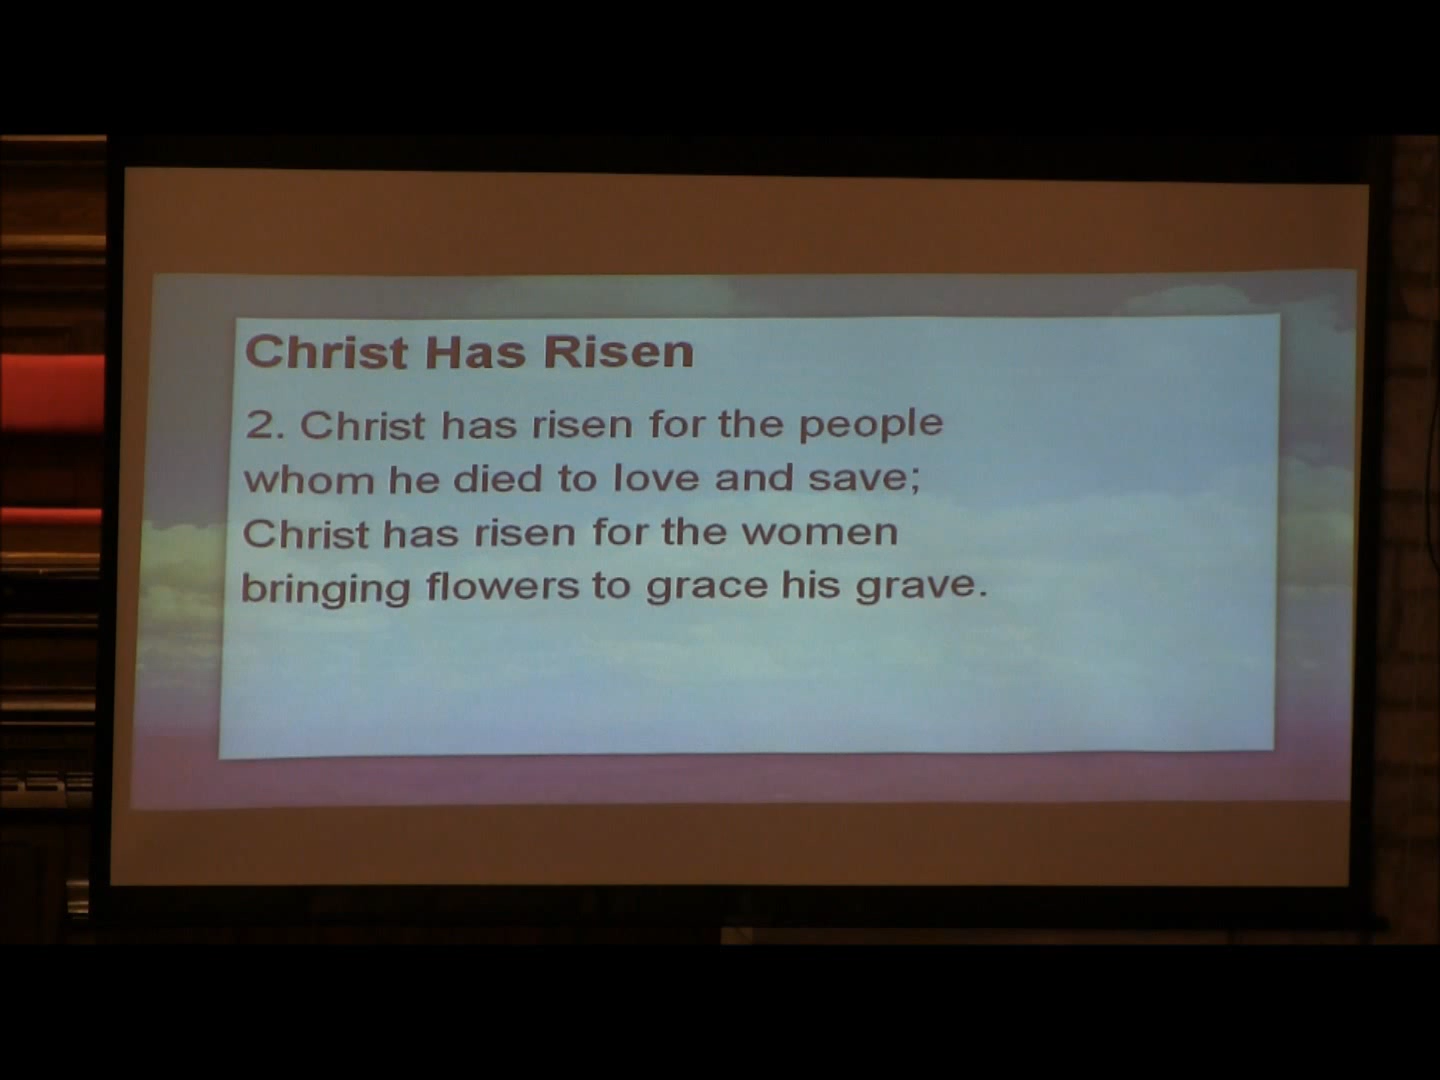 Christ Has Risen
2. Christ has risen for the people
whom he died to love and save;
Christ has risen for the women
bringing flowers to grace his grave.